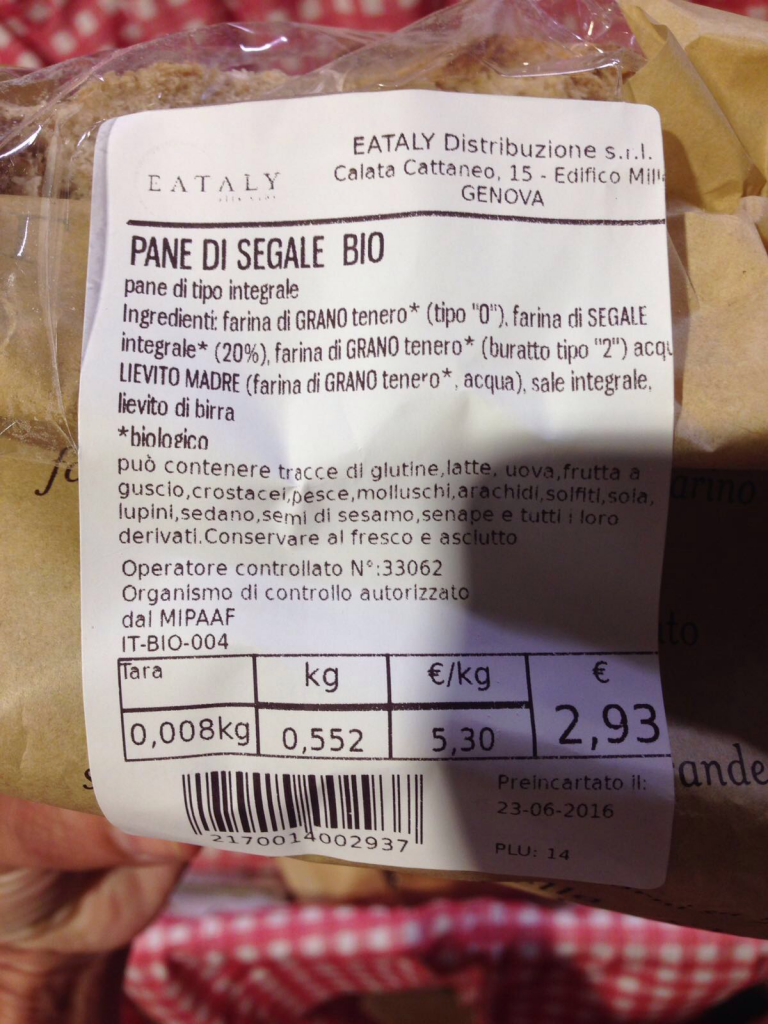 EATALY
EATALY Distribuzione s.r.l.
Calata Cattaneo, 15 - Edifico
GENOVA
PANE DI SEGALE BIO
pane di tipo integrale
Ingredienti: farina di GRANO tenero* (tipo "0"), farina di SEGALE
integrale* (20%), farina di GRANO tenero* (buratto tipo "2")
LIEVITO MADRE (farina di GRANO tenero*, acqua), sale integrale,
lievito di birra
*biologico
può contenere tracce di glutine,latte, uova,frutta a
guscio,crostacei,pesce,molluschi,arachidi,solfiti,soia,
lupini,sedano,semi di sesamo,senape e tutti i loro
derivati.Conservare al fresco e asciutto
Operatore controllato N°:33062
Organismo di controllo autorizzato
dal MIPAAF
IT-BIO-004
Tara kg €/kg €
0,008kg 0,552 5,30 2,93
Preincartato il:
23-06-2016
2170014002937
PLU: 14